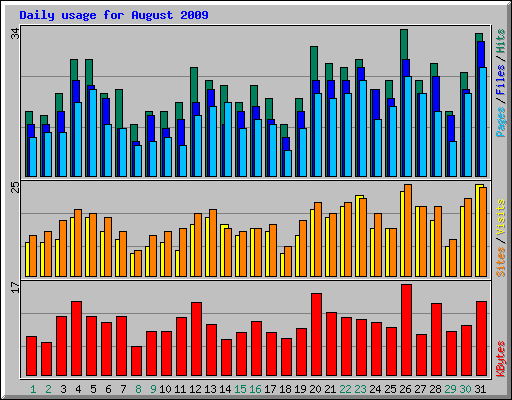 Daily usage for August 2009
34
Pages / Files / Hits
25
Sites / Visits
17
KBytes
1 2 3 4 5 6 7 8 9 10 11 12 13 14 15 16 17 18 19 20 21 22 23 24 25 26 27 28 29 30 31